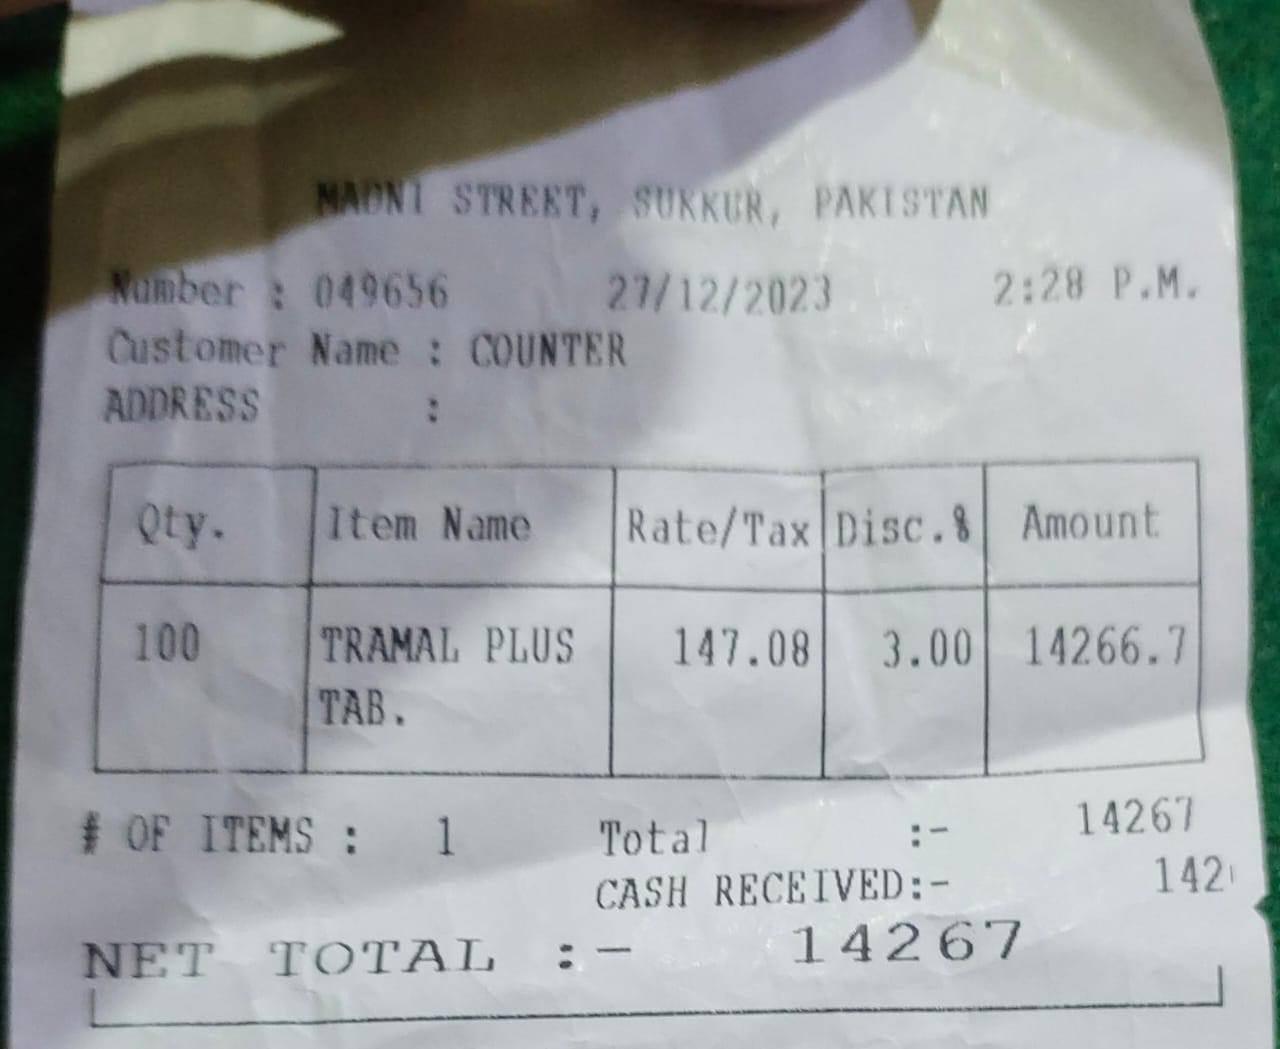 MADNI STREET, SUKKUR, PAKISTAN
Number : 049656 27/12/2023 2:28 P.M.
Customer Name : COUNTER
ADDRESS :
Qty. Item Name Rate/Tax Disc.% Amount
100 TRAMAL PLUS 147.08 3.00 14266.7
TAB.
# OF ITEMS : 1 Total :- 14267
CASH RECEIVED:- 142
NET TOTAL :- 14267